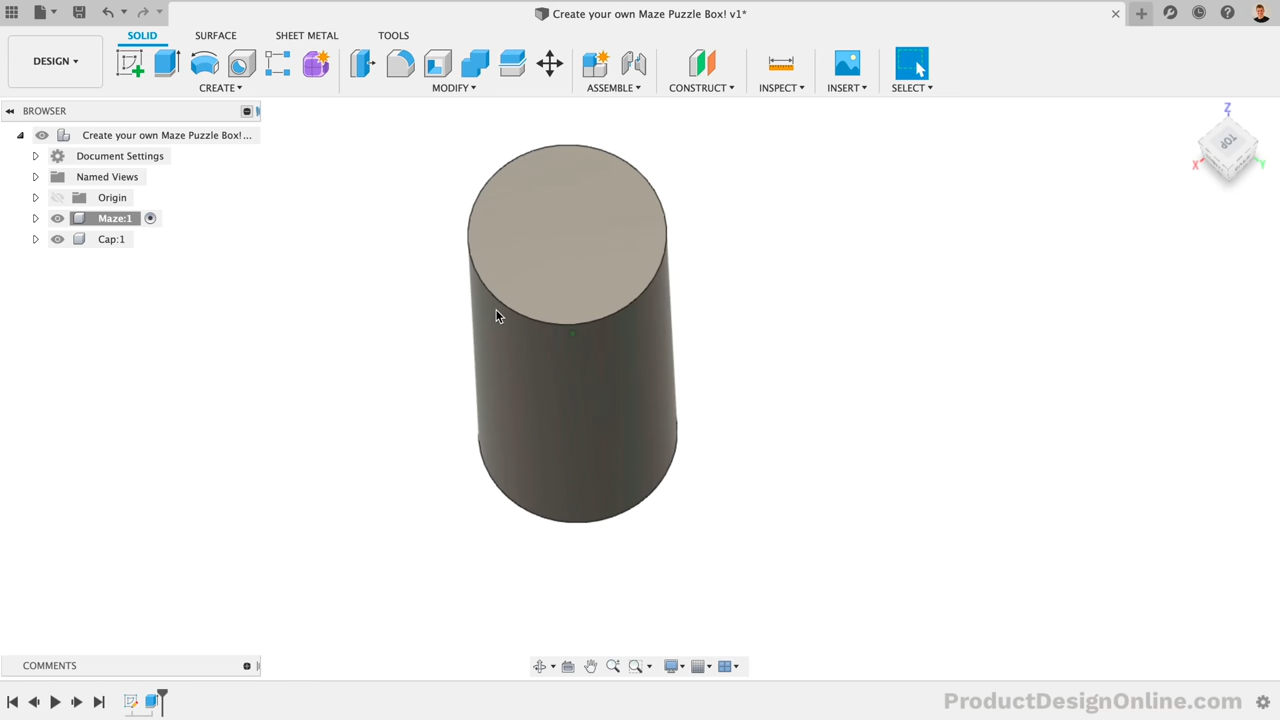 Create your own Maze Puzzle Box! v1*
DESIGN
SOLID
SURFACE
SHEET METAL
TOOLS
CREATE
MODIFY
ASSEMBLE
CONSTRUCT
INSPECT
INSERT
SELECT
BROWSER
Create your own Maze Puzzle Box!...
Document Settings
Named Views
Origin
Maze:1
Cap:1
Z
TOP
X
Y
COMMENTS
ProductDesignOnline.com